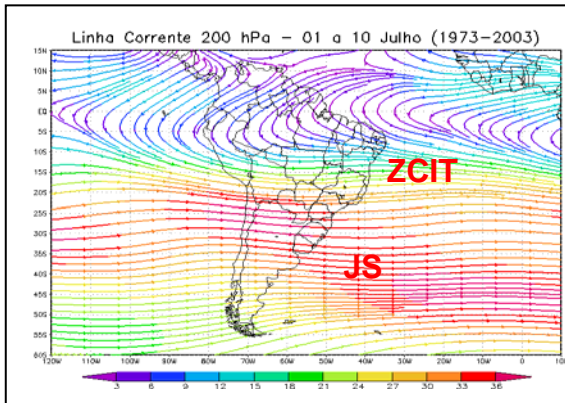 Linha Corrente 200 hPa – 01 a 10 Julho (1973–2003)
15N
10N
5N
EQ
5S
10S
15S
20S
25S
30S
35S
40S
45S
50S
55S
60S
ZCIT
JS
120W 110W 100W 90W 80W 70W 60W 50W 40W 30W 20W 10W 0 10
3 6 9 12 15 18 21 24 27 30 33 36